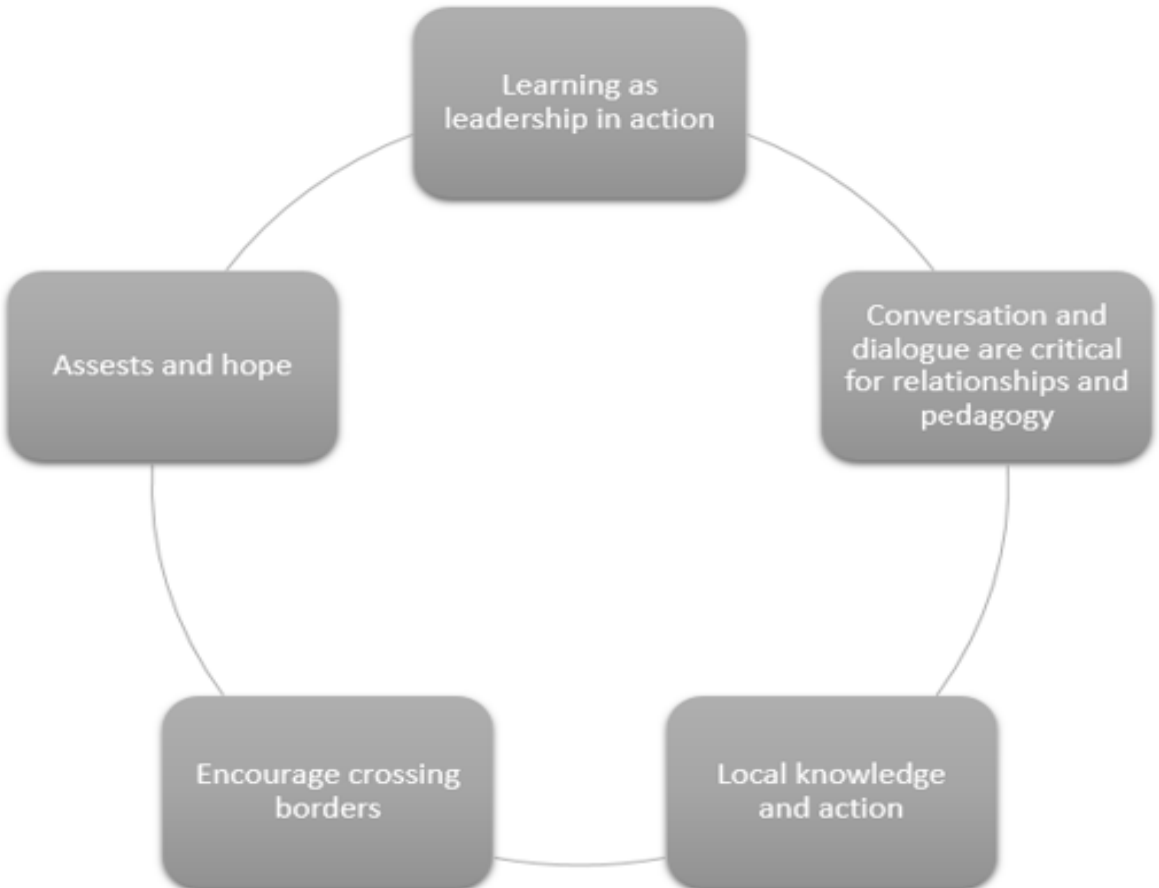 Learning as
leadership in action
Conversation and
dialogue are critical
for relationships and
pedagogy
Local knowledge
and action
Encourage crossing
borders
Assests and hope